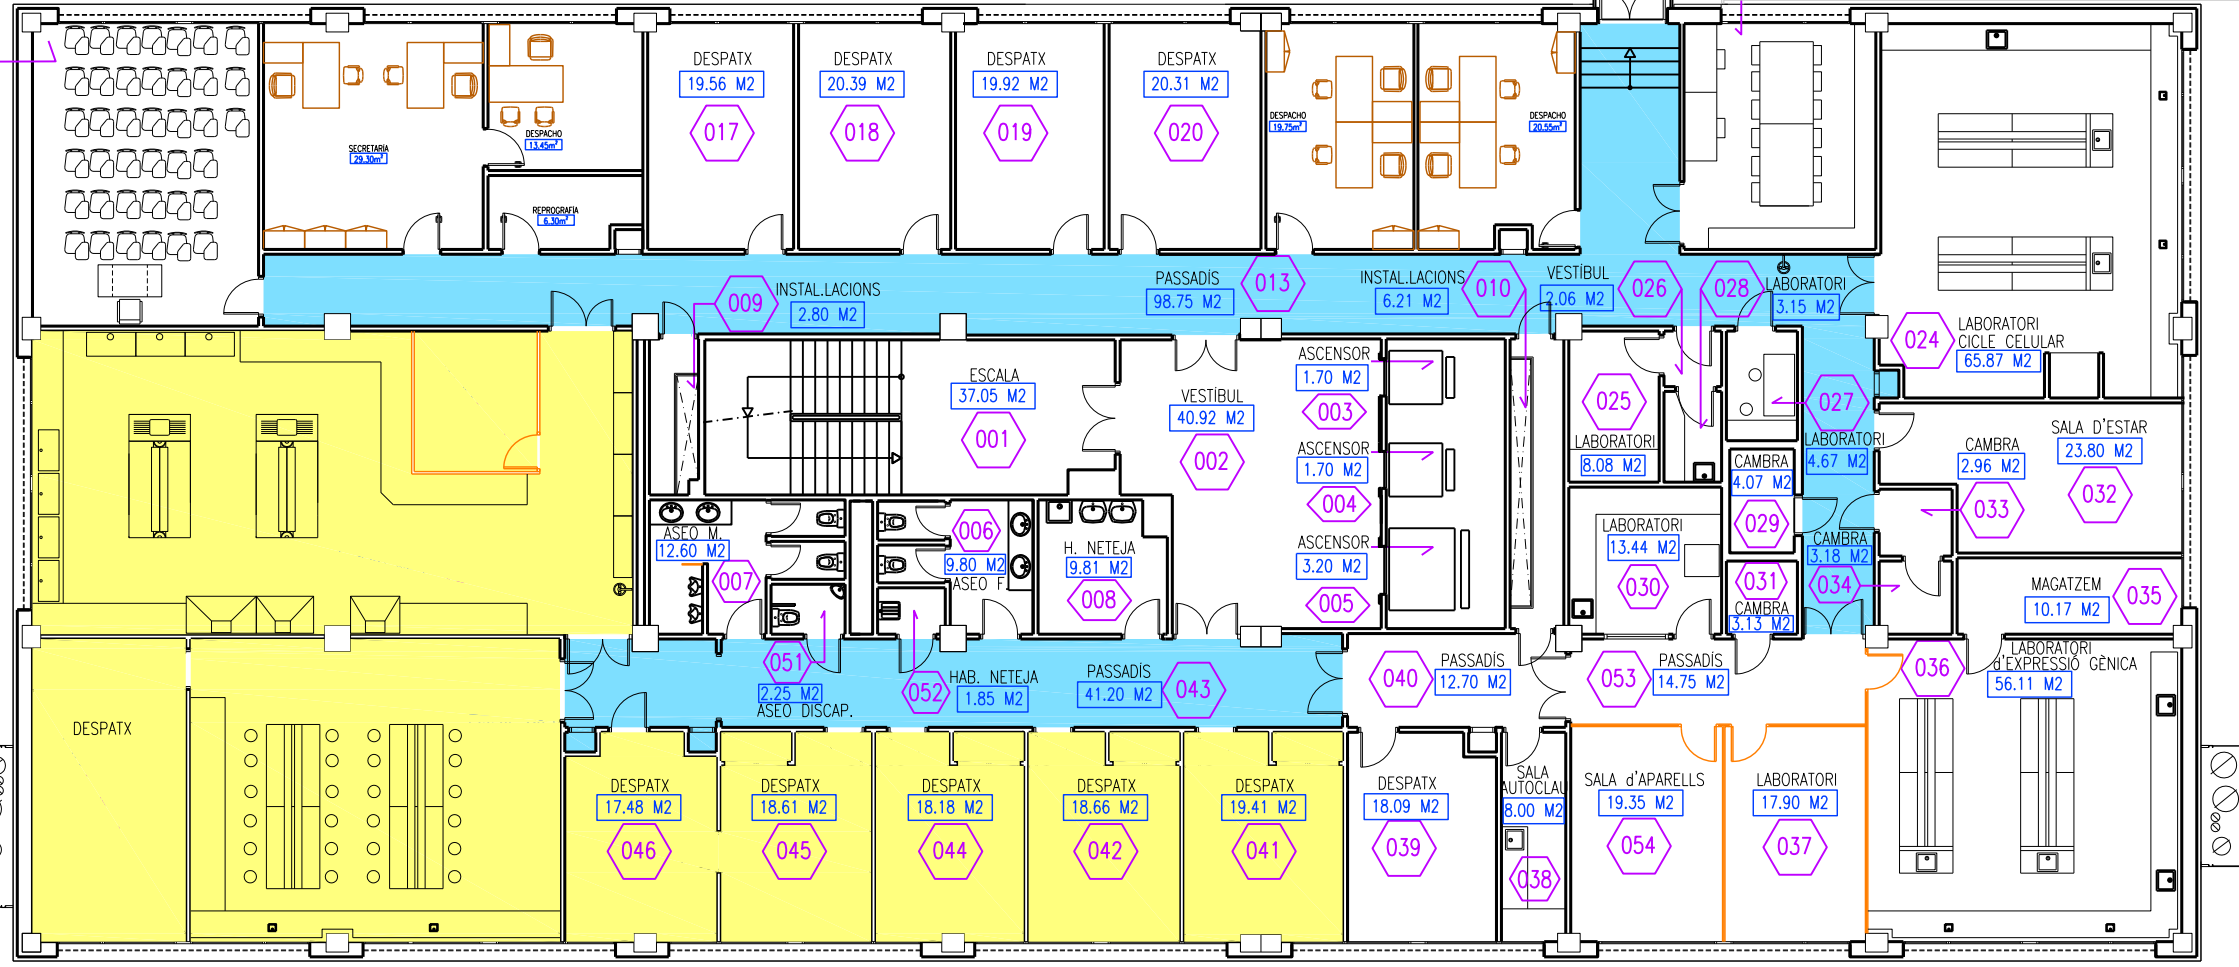 DESPATX
19.56 M2
017
DESPATX
20.39 M2
018
DESPATX
19.92 M2
019
DESPATX
20.31 M2
020
DESPACHO
13.45m²
SECRETARÍA
29.30m²
REPROGRAFÍA
6.30m²
DESPACHO
19.75m²
DESPACHO
20.55m²
009
INSTAL.LACIONS
2.80 M2
PASSADÍS
98.75 M2
013
INSTAL.LACIONS
6.21 M2
010
VESTÍBUL
2.06 M2
026
028
LABORATORI
3.15 M2
024
LABORATORI
CICLE CELULAR
65.87 M2
ESCALA
37.05 M2
001
VESTÍBUL
40.92 M2
002
ASCENSOR
1.70 M2
003
ASCENSOR
1.70 M2
004
ASCENSOR
3.20 M2
005
025
LABORATORI
8.08 M2
027
LABORATORI
4.67 M2
CAMBRA
4.07 M2
029
CAMBRA
2.96 M2
033
SALA D'ESTAR
23.80 M2
032
ASEO M.
12.60 M2
007
006
9.80 M2
ASEO F.
H. NETEJA
9.81 M2
008
LABORATORI
13.44 M2
030
031
CAMBRA
3.13 M2
CAMBRA
3.18 M2
034
MAGATZEM
10.17 M2
035
051
2.25 M2
ASEO DISCAP.
052
HAB. NETEJA
1.85 M2
PASSADÍS
41.20 M2
043
040
PASSADÍS
12.70 M2
053
PASSADÍS
14.75 M2
036
LABORATORI
d'EXPRESSIÓ GÈNICA
56.11 M2
DESPATX
DESPATX
17.48 M2
046
DESPATX
18.61 M2
045
DESPATX
18.18 M2
044
DESPATX
18.66 M2
042
DESPATX
19.41 M2
041
DESPATX
18.09 M2
039
SALA
AUTOCLAU
8.00 M2
038
SALA d'APARELLS
19.35 M2
054
LABORATORI
17.90 M2
037